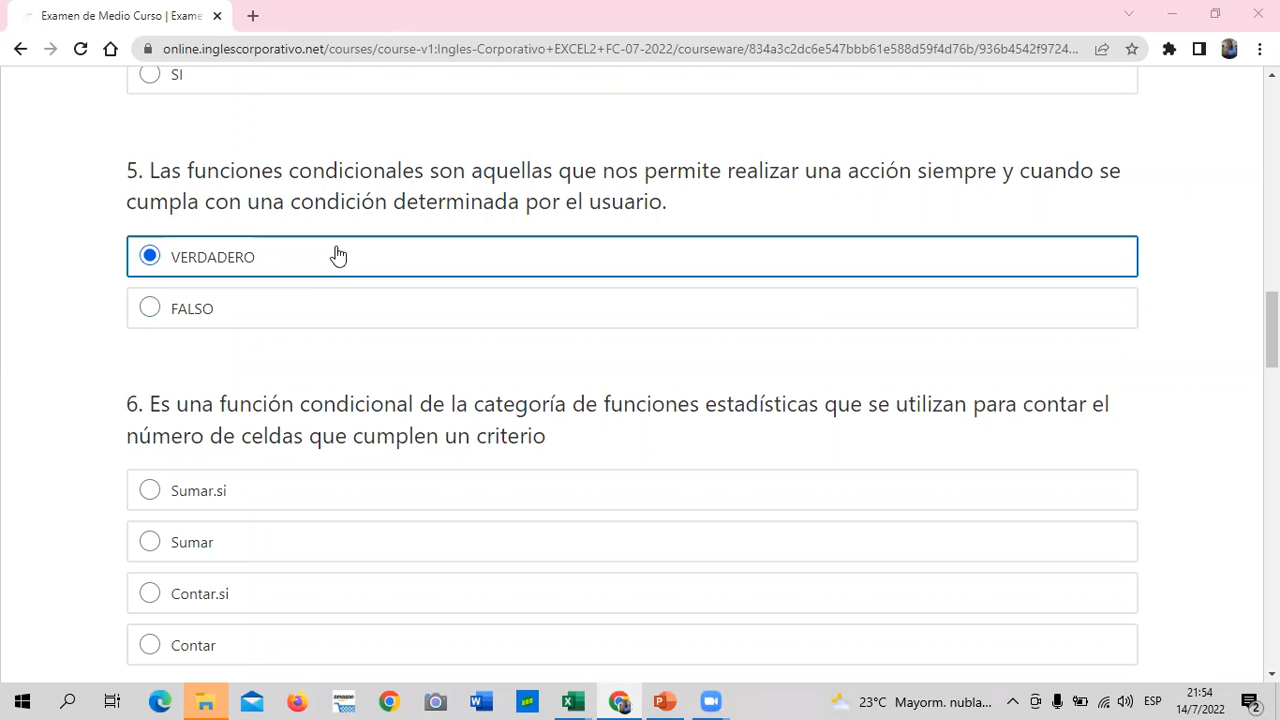 Examen de Medio Curso | Exame
online.inglescorporativo.net/courses/course-v1:Ingles-Corporativo+EXCEL2+FC-07-2022/courseware/834a3c2dc6e547bbb61e588d59f4d76b/936b4542f9724...
SI
5. Las funciones condicionales son aquellas que nos permite realizar una acción siempre y cuando se
cumpla con una condición determinada por el usuario.
VERDADERO
FALSO
6. Es una función condicional de la categoría de funciones estadísticas que se utilizan para contar el
número de celdas que cumplen un criterio
Sumar.si
Sumar
Contar.si
Contar
23°C Mayorm. nubla...
ESP
21:54
14/7/2022
2